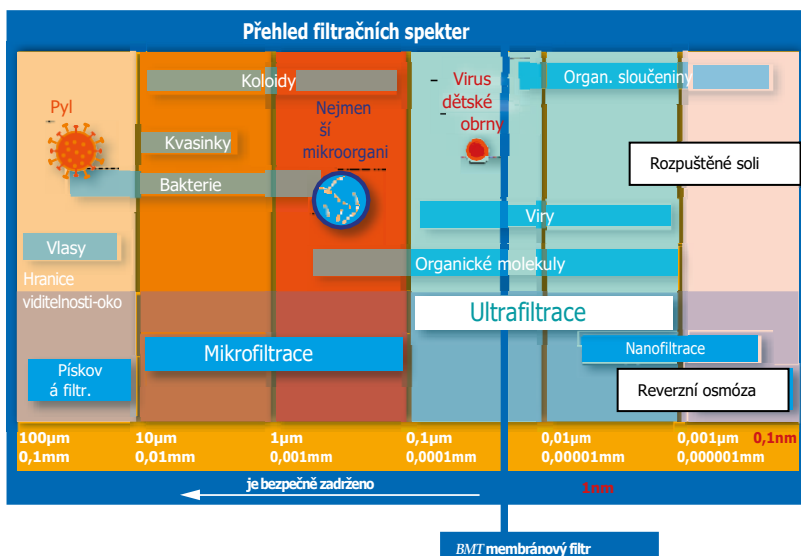 Přehled filtračních spekter
Koloidy
Virus
dětské
obrny
Organ. sloučeniny
Pyl
Nejmen
ší
mikroorgani
Kvasinky
Rozpuštěné soli
Bakterie
Viry
Vlasy
Organické molekuly
Hranice
viditelnosti-oko
Ultrafiltrace
Mikrofiltrace
Nanofiltrace
Pískov
á filtr.
Reverzní osmóza
100µm 10µm 1µm 0,1µm 0,01µm 0,001µm 0,1nm
0,1mm 0,01mm 0,001mm 0,0001mm 0,00001mm 0,000001mm
je bezpečně zadrženo
1nm
BMT membránový filtr